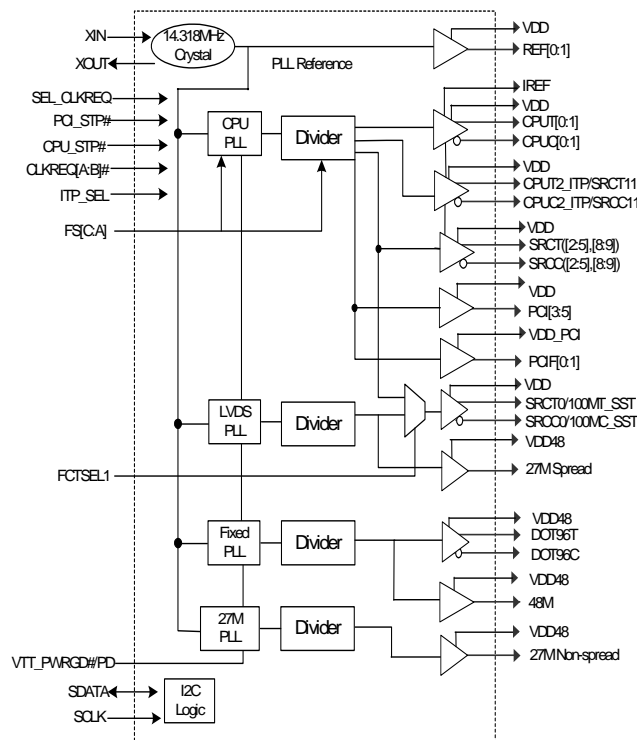 XIN
XOUT
14.318MHz
Crystal
PLL Reference
VDD
REF[0:1]
SEL_CLKREQ
PCI_STP#
CPU_STP#
CLKREQ[A:B]#
ITP_SEL
FS[C:A]
CPU
PLL
Divider
IREF
VDD
CPUT[0:1]
CPUC[0:1]
VDD
CPUT2_ITP/SRCT11
CPUC2_ITP/SRCC11
VDD
SRCT([2:5],[8:9])
SRCC([2:5],[8:9])
VDD
PCI[3:5]
VDD_PCI
PCIF[0:1]
LVDS
PLL
Divider
VDD
SRCT0/100MT_SST
SRCC0/100MC_SST
VDD48
27M Spread
FCTSEL1
Fixed
PLL
Divider
VDD48
DOT96T
DOT96C
VDD48
48M
27M
PLL
Divider
VDD48
27M Non-spread
VTT_PWRGD#/PD
SDATA
SCLK
I2C
Logic